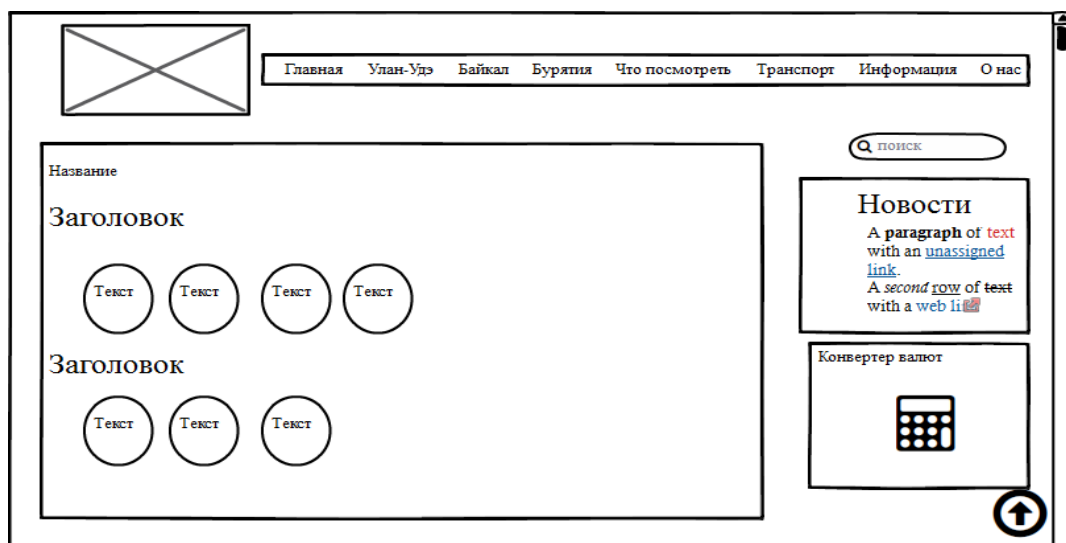 Главная Улан-Удэ Байкал Бурятия Что посмотреть Транспорт Информация О нас
поиск
Название
Заголовок
Текст Текст Текст Текст
Заголовок
Текст Текст Текст
Новости
A paragraph of text
with an unassigned
link.
A second row of text
with a web li
Конвертер валют